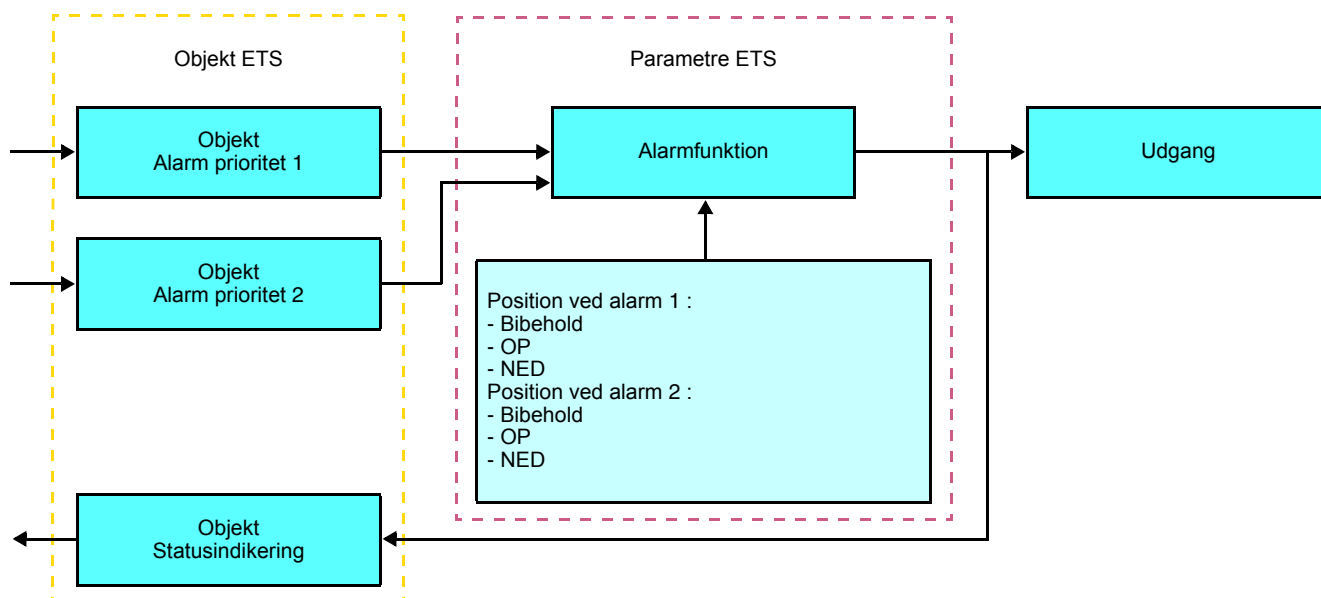 Objekt ETS
Parametre ETS
Objekt
Alarm prioritet 1
Alarmfunktion
Udgang
Objekt
Alarm prioritet 2
Position ved alarm 1 :
- Bibehold
- OP
- NED
Position ved alarm 2 :
- Bibehold
- OP
- NED
Objekt
Statusindikering